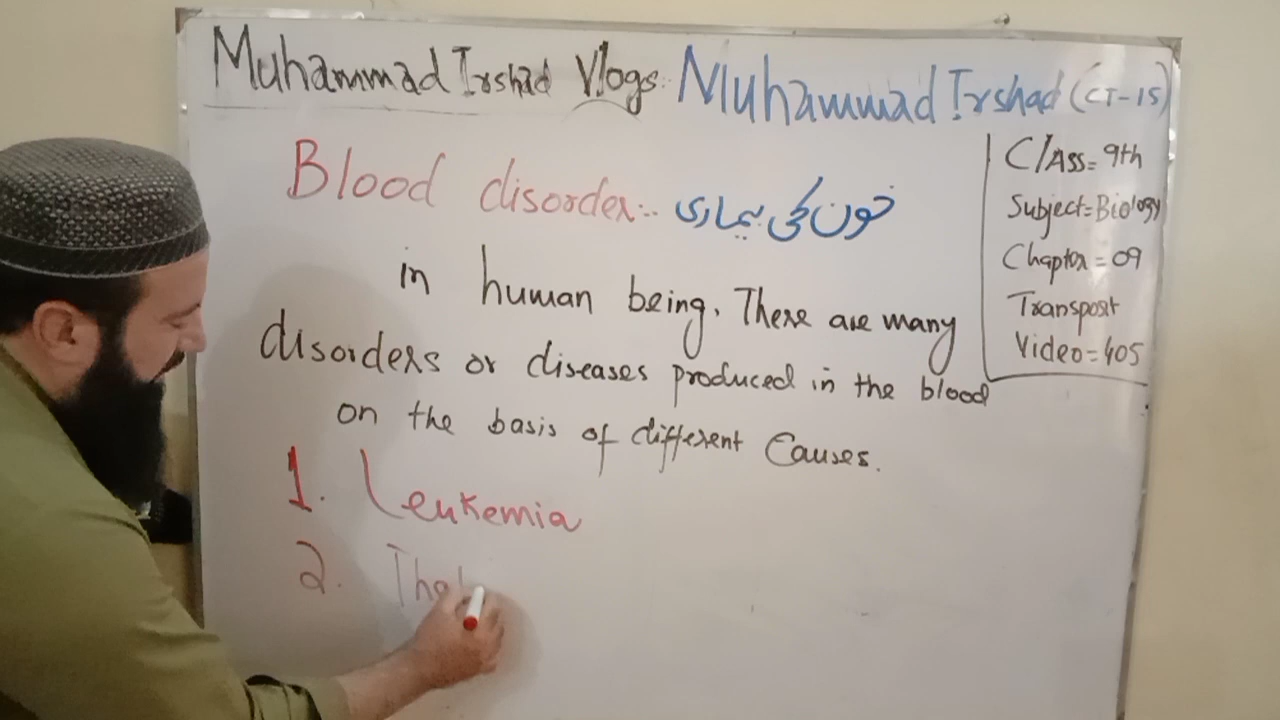 Muhammad Irshad Vlogs. Muhammad Irshad (CT-15)
Blood disorder:. خون کی بیماری
in human being. There are many
disorders or diseases produced in the blood
on the basis of different Causes.
1. Leukemia
2. Thal
Class= 9th
Subject=Biology
Chapter = 09
Transport
Video=405